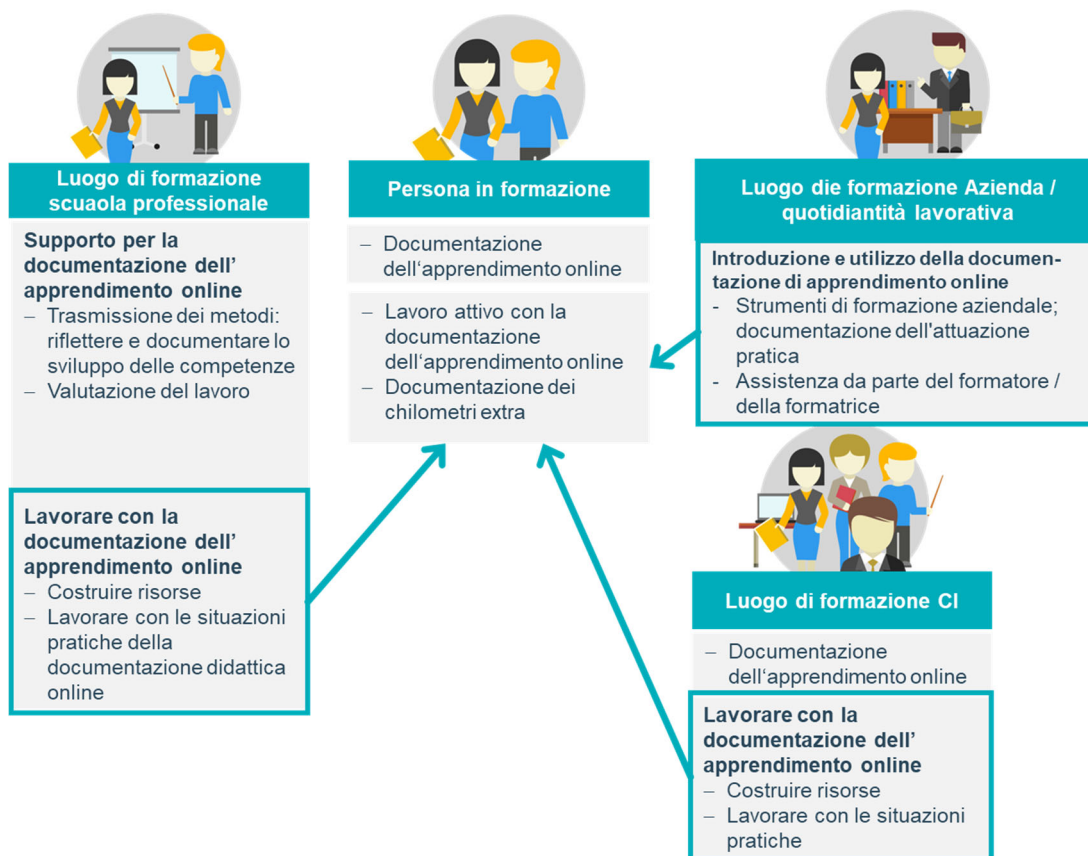 Luogo di formazione
scuaola professionale
Supporto per la
documentazione dell’
apprendimento online
– Trasmissione dei metodi:
riflettere e documentare lo
sviluppo delle competenze
– Valutazione del lavoro
Lavorare con la
documentazione dell’
apprendimento online
– Costruire risorse
– Lavorare con le situazioni
pratiche della
documentazione didattica
online
Persona in formazione
– Documentazione
dell‘apprendimento online
– Lavoro attivo con la
documentazione
dell’apprendimento online
– Documentazione dei
chilometri extra
Luogo die formazione Azienda /
quotidiantità lavorativa
Introduzione e utilizzo della documen-
tazione di apprendimento online
- Strumenti di formazione aziendale;
documentazione dell'attuazione
pratica
- Assistenza da parte del formatore /
della formatrice
Luogo di formazione CI
– Documentazione
dell’apprendimento online
Lavorare con la
documentazione dell’
apprendimento online
– Costruire risorse
– Lavorare con le situazioni
pratiche